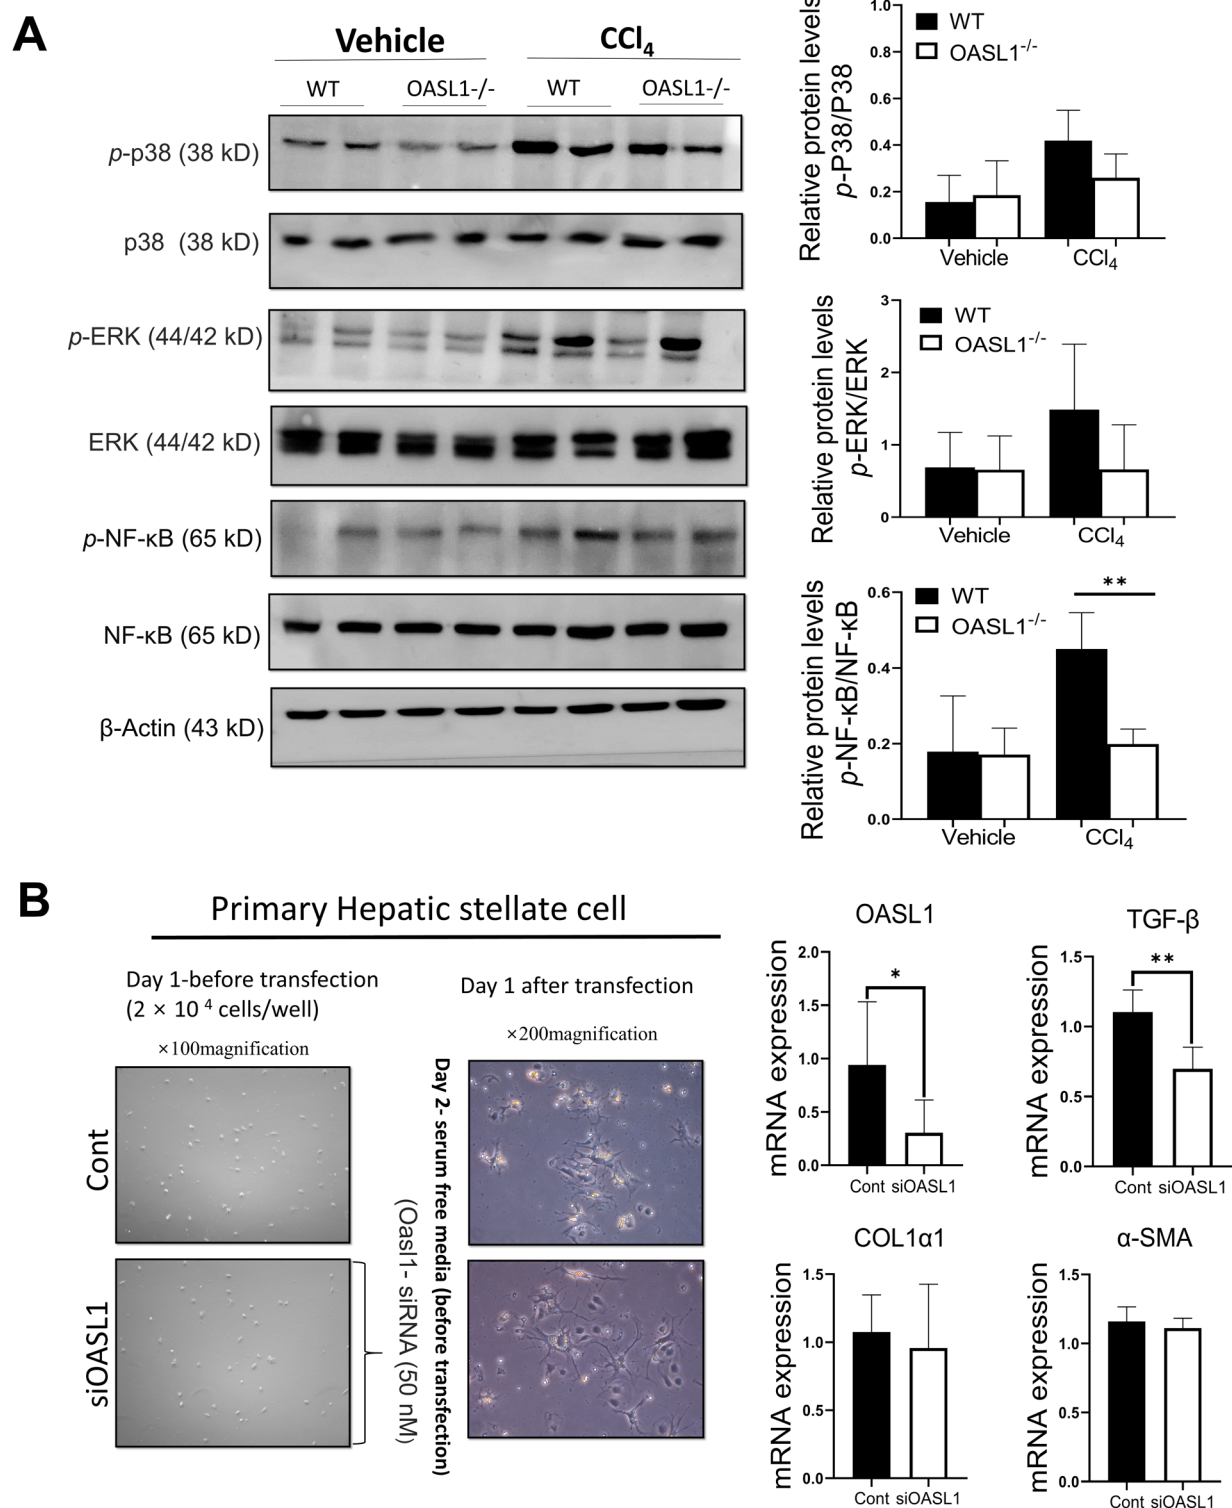 A
Vehicle
CCl4
WT
OASL1-/-
WT
OASL1-/-
p-p38 (38 kD)
p38 (38 kD)
p-ERK (44/42 kD)
ERK (44/42 kD)
p-NF-κB (65 kD)
NF-κB (65 kD)
β-Actin (43 kD)
Relative protein levels
p-P38/P38
1.0
0.8
0.6
0.4
0.2
0.0
WT
OASL1-/-
Vehicle
CCl4
Relative protein levels
p-ERK/ERK
3
2
1
0
WT
OASL1-/-
Vehicle
CCl4
Relative protein levels
p-NF-κB/NF-κB
0.6
0.4
0.2
0.0
WT
OASL1-/-
**
Vehicle
CCl4
B
Primary Hepatic stellate cell
Day 1-before transfection
(2 × 10 4 cells/well)
×100magnification
Day 1 after transfection
×200magnification
Cont
siOASL1
Day 2- serum free media (before transfection)
(Oasl1- siRNA (50 nM)
OASL1
mRNA expression
2.0
1.5
1.0
0.5
0.0
*
Cont siOASL1
TGF-β
mRNA expression
1.5
1.0
0.5
0.0
**
Cont siOASL1
COL1α1
mRNA expression
1.5
1.0
0.5
0.0
Cont siOASL1
α-SMA
mRNA expression
1.5
1.0
0.5
0.0
Cont siOASL1